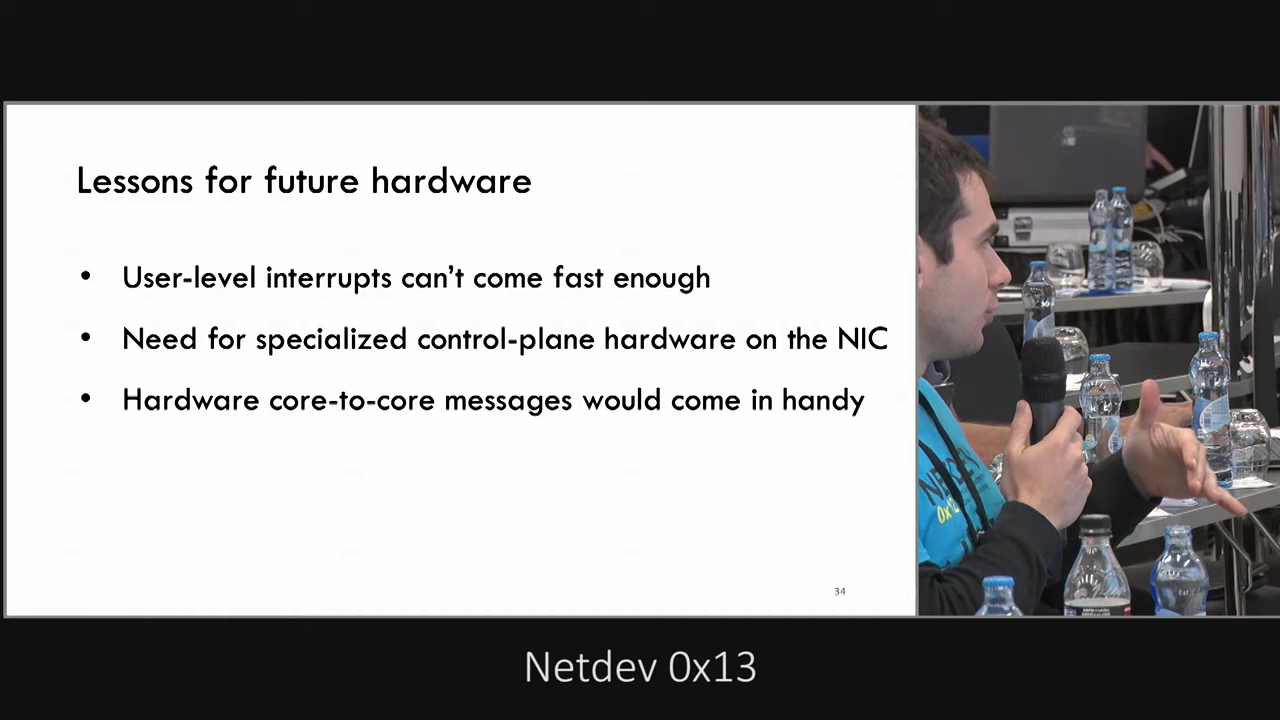 Lessons for future hardware
• User-level interrupts can't come fast enough
• Need for specialized control-plane hardware on the NIC
• Hardware core-to-core messages would come in handy
34
Netdev 0x13